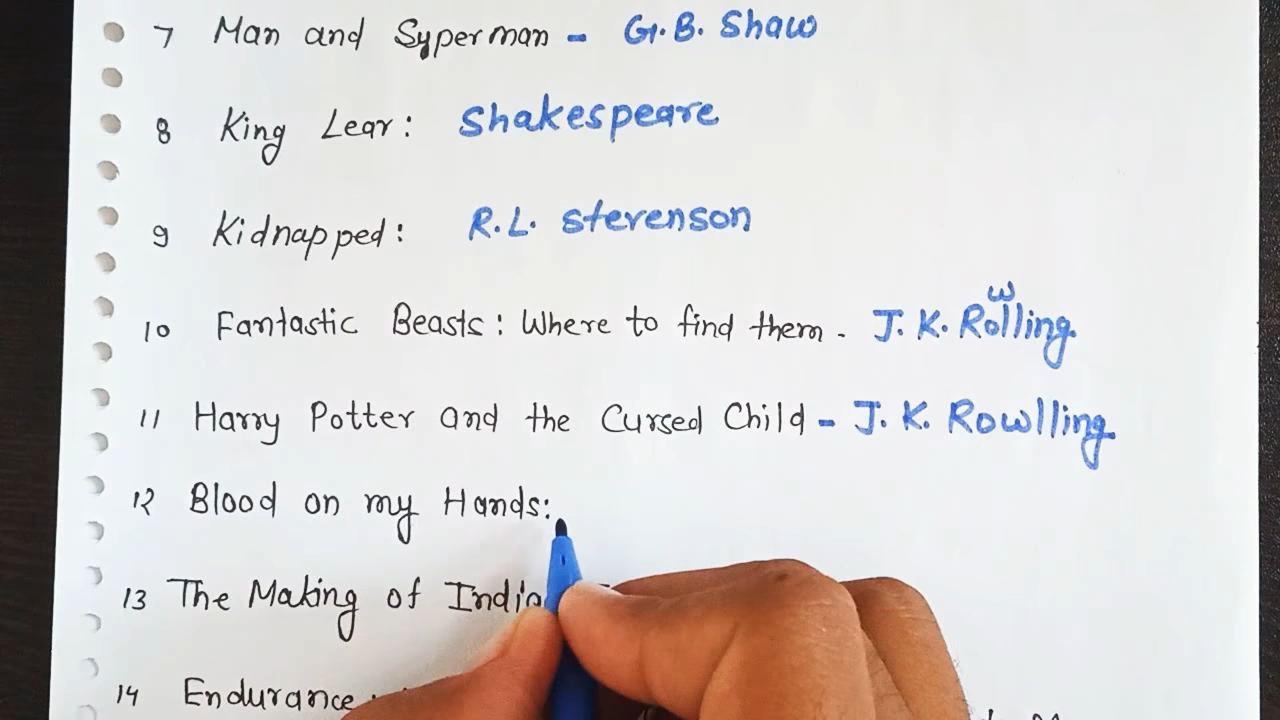 7 Man and Syperman - G.B. Shaw
8 King Lear: Shakespeare
9 Kidnapped: R.L. Stevenson
w
10 Fantastic Beasts: Where to find them - J. K. Rolling
11 Harry Potter and the Cursed Child - J. K. Rowlling
12 Blood on my Hands:
13 The Making of India
14 Endurance